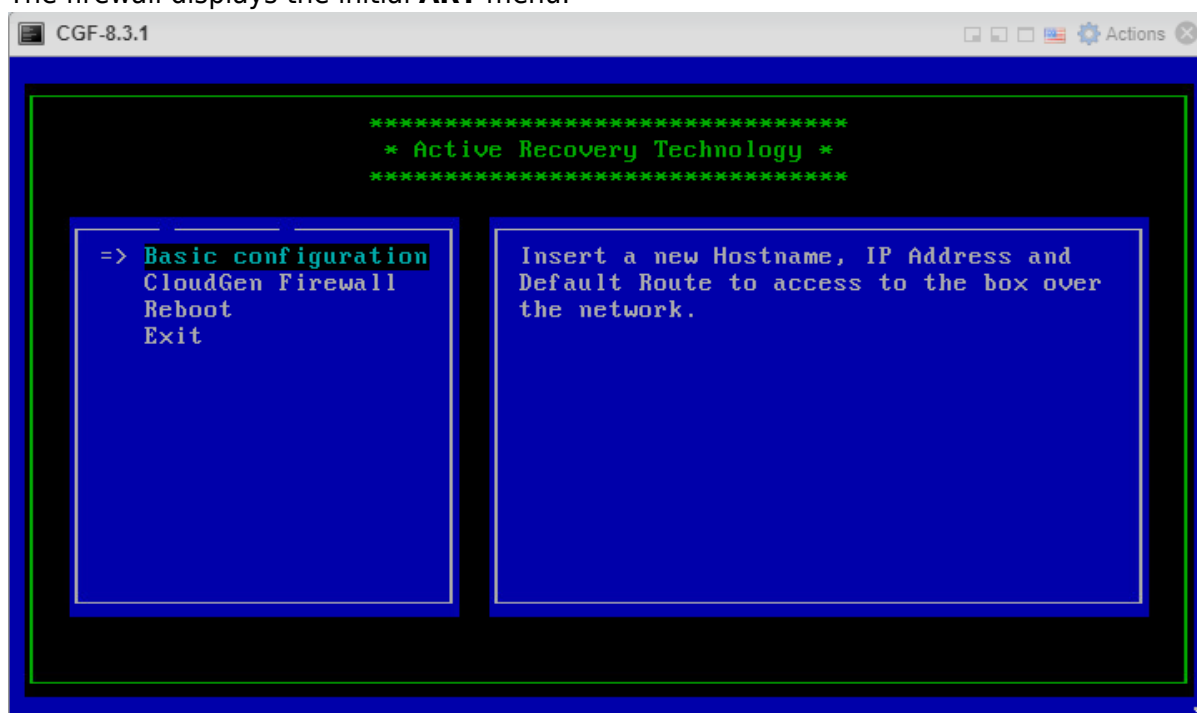 The firewall displays the initial ART menu.
CGF-8.3.1
Actions
********************************
* Active Recovery Technology *
********************************
=> Basic configuration
CloudGen Firewall
Reboot
Exit
Insert a new Hostname, IP Address and
Default Route to access to the box over
the network.